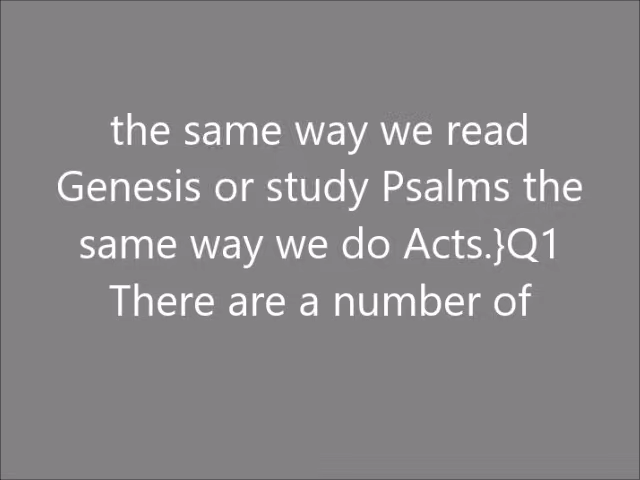 the same way we read
Genesis or study Psalms the
same way we do Acts.}Q1
There are a number of